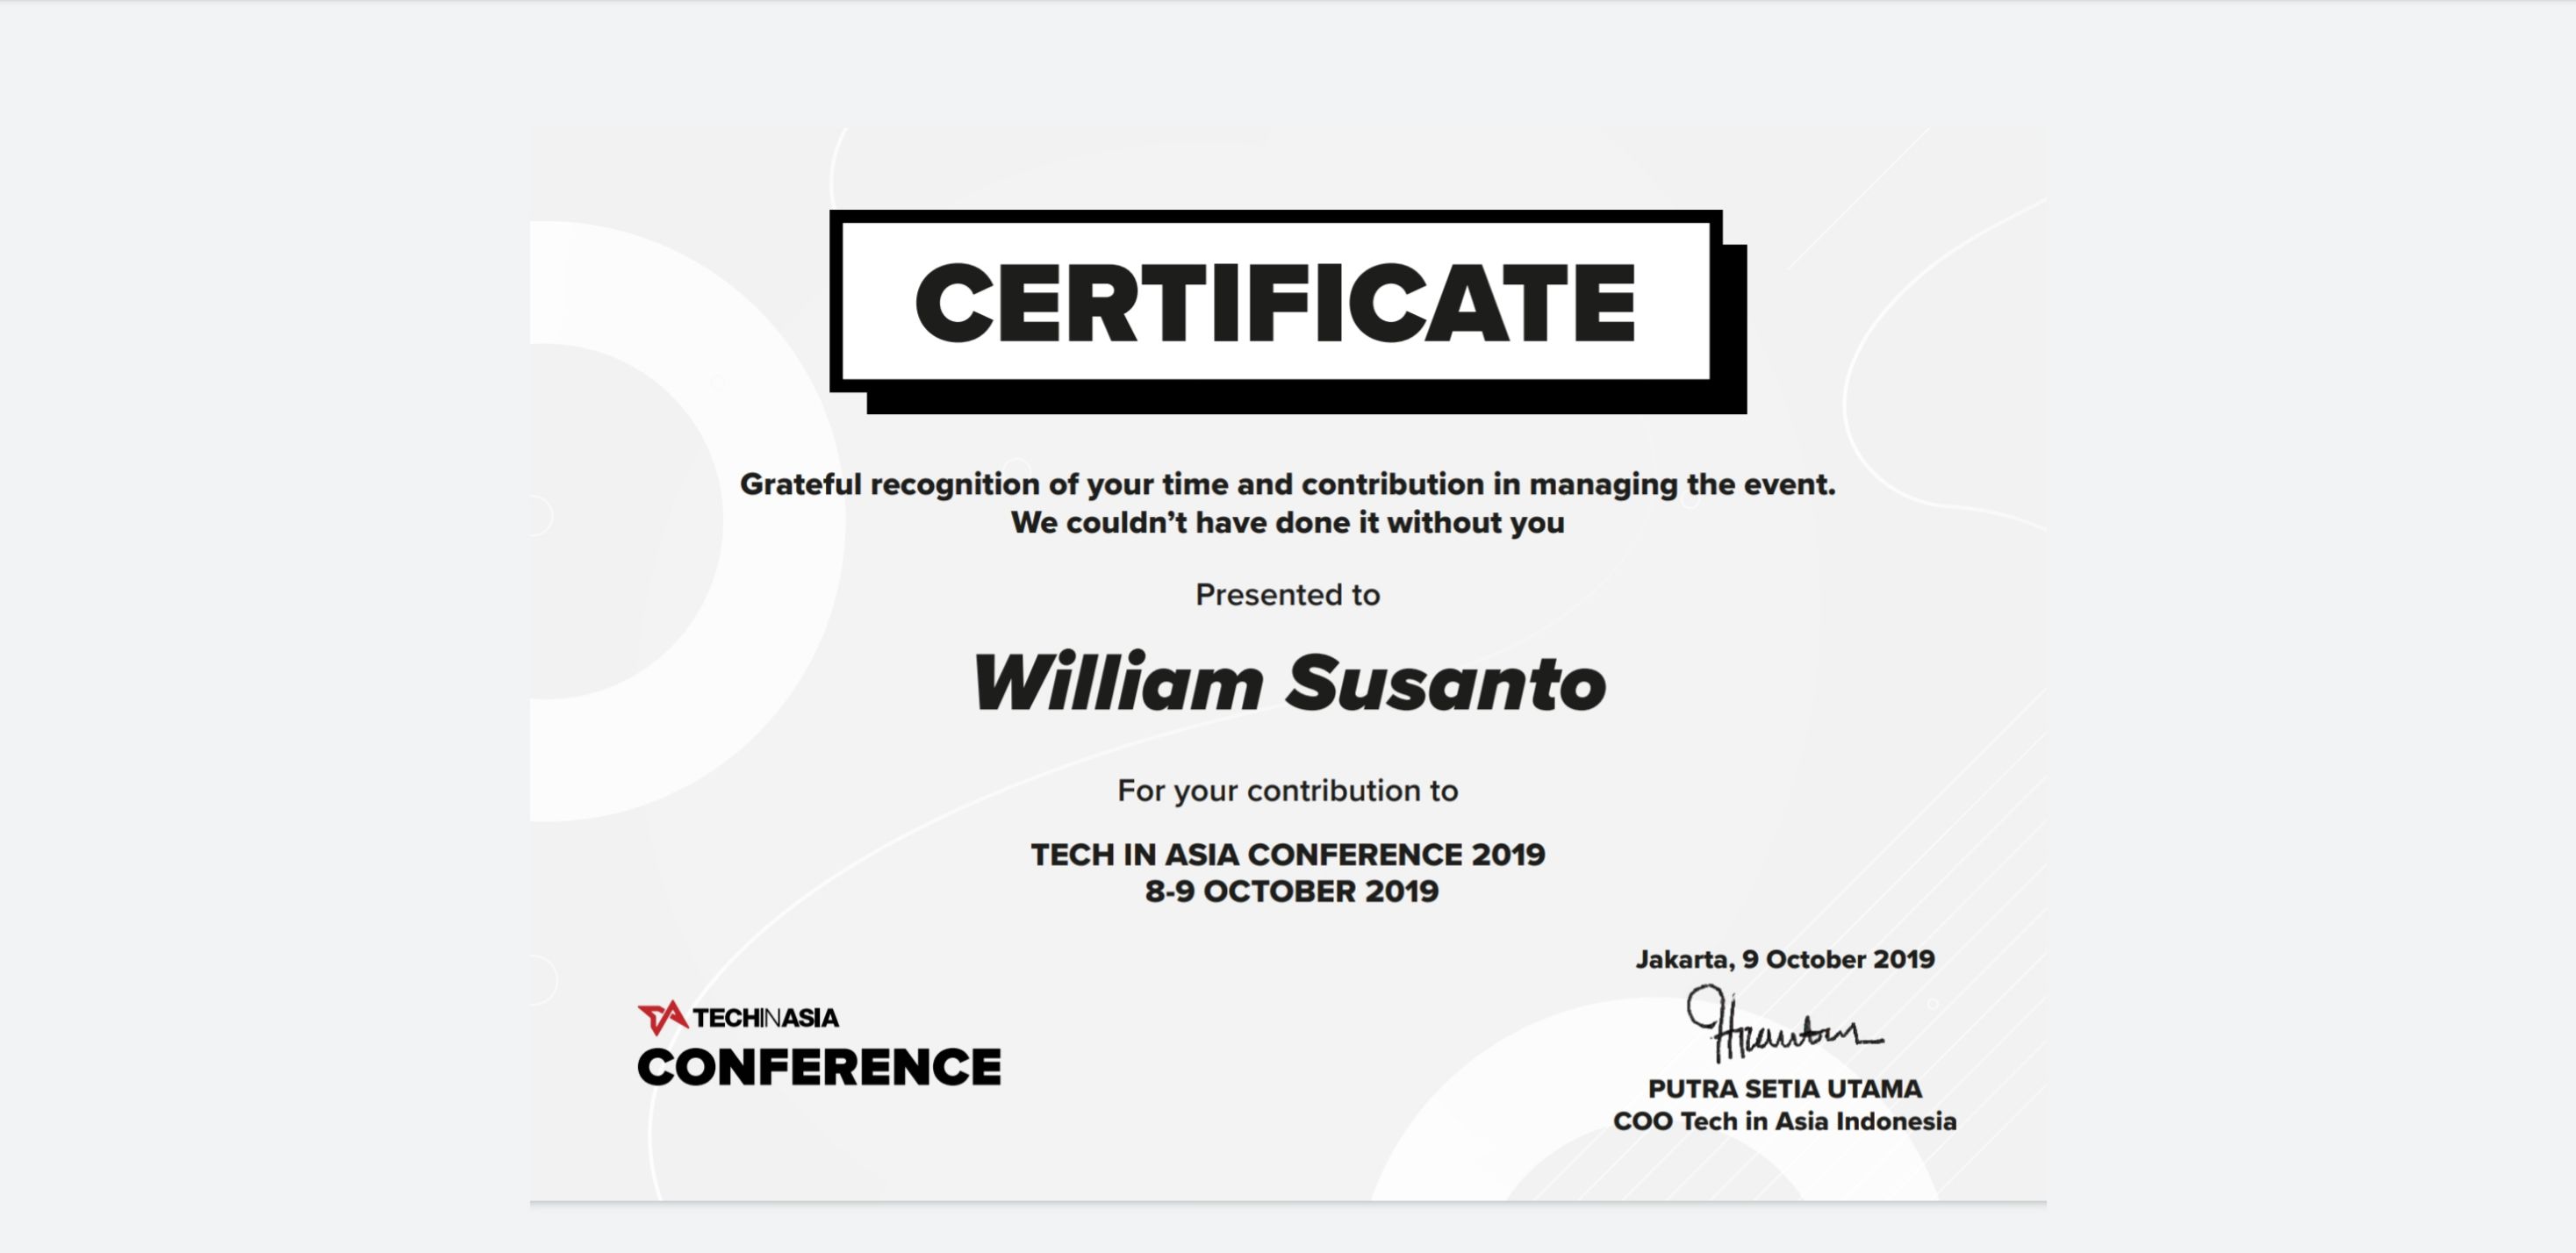 CERTIFICATE
Grateful recognition of your time and contribution in managing the event.
We couldn't have done it without you
Presented to
William Susanto
For your contribution to
TECH IN ASIA CONFERENCE 2019
8-9 OCTOBER 2019
Jakarta, 9 October 2019
TECHINASIA
CONFERENCE
PUTRA SETIA UTAMA
COO Tech in Asia Indonesia